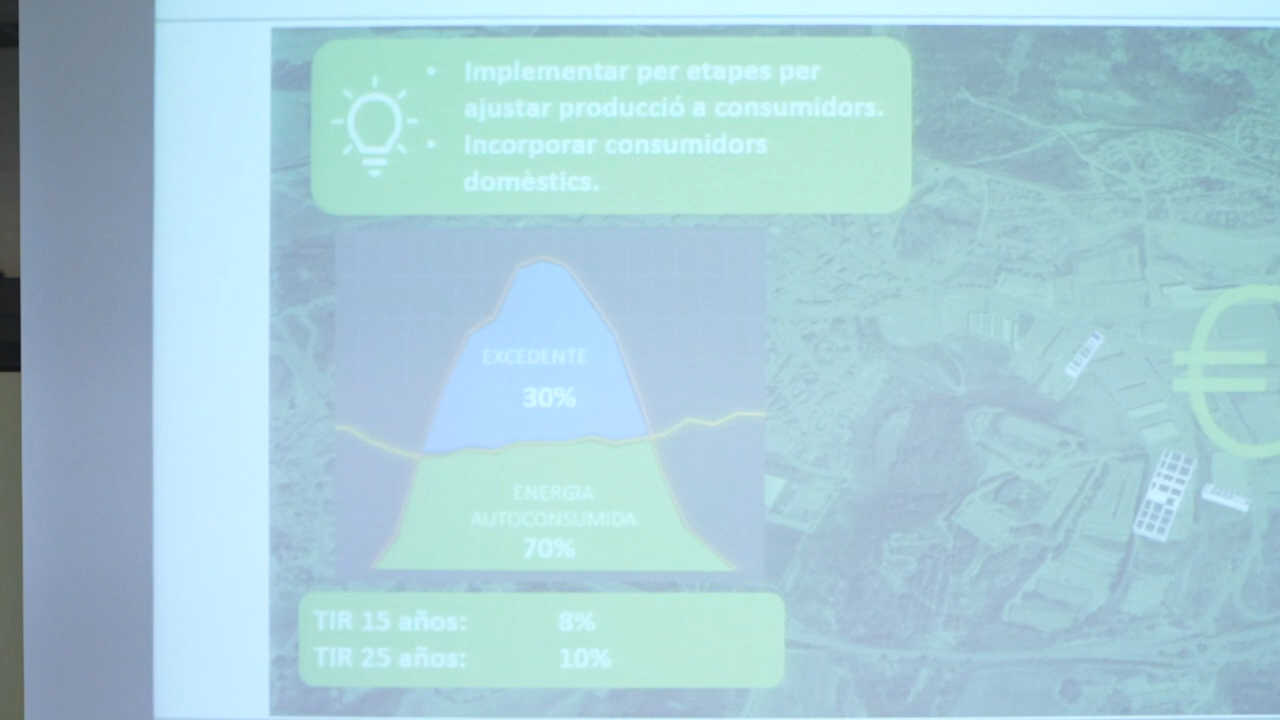 • Implementar per etapes per
ajustar producció a consumidors.
• Incorporar consumidors
domèstics.
EXCEDENTE
30%
ENERGIA
AUTOCONSUMIDA
70%
TIR 15 años: 8%
TIR 25 años: 10%
€